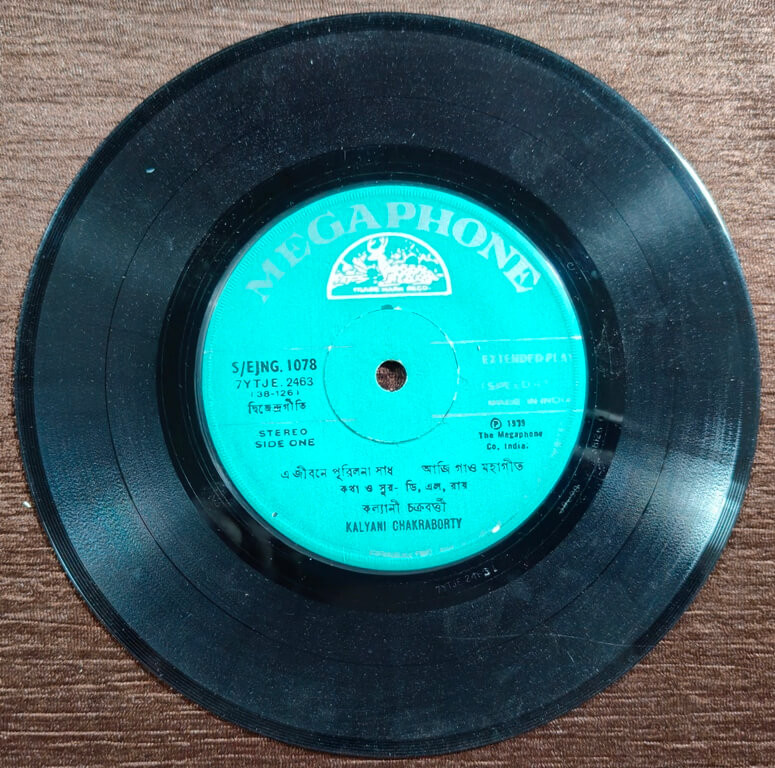 MEGAPHONE
S/EJNG. 1078
7YTJE. 2463
(38-126)
দ্বিজেন্দ্রগীতি
STEREO
SIDE ONE
EXTENDED PLAY
MADE IN INDIA
Ⓟ 1939
The Megaphone
Co, India.
এ জীবনে পূরিলনা সাধ আজি গাও মহাগীত
কথা ও সুর- ডি, এল, রায়
কল্যানী চক্রবর্ত্তী
KALYANI CHAKRABORTY